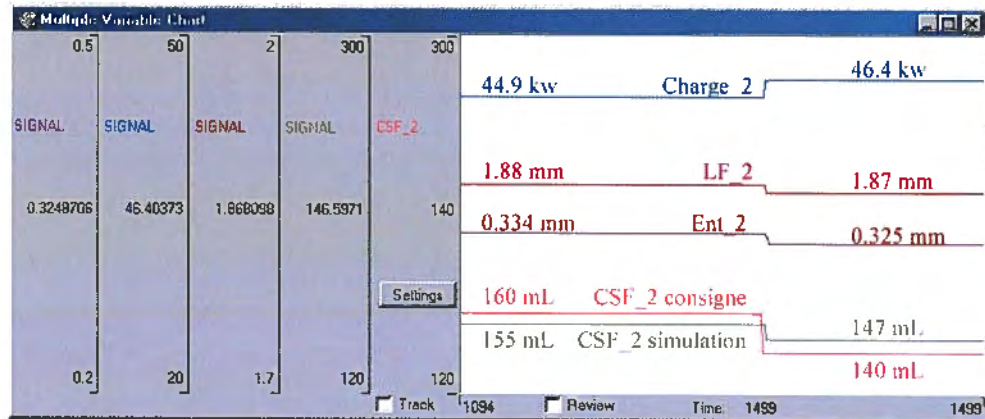 Multiple Variable Chart
0.5 50 2 300 300
SIGNAL SIGNAL SIGNAL SIGNAL CSF_2
0.3248706 46.40373 1.868098 146.5971 140
Settings
0.2 20 1.7 120 120
44.9 kw Charge_2 46.4 kw
1.88 mm LF_2 1.87 mm
0.334 mm Ent_2 0.325 mm
160 mL CSF_2 consigne
155 mL CSF_2 simulation 147 mL
140 mL
Track 1094 Review Time: 1499 1499